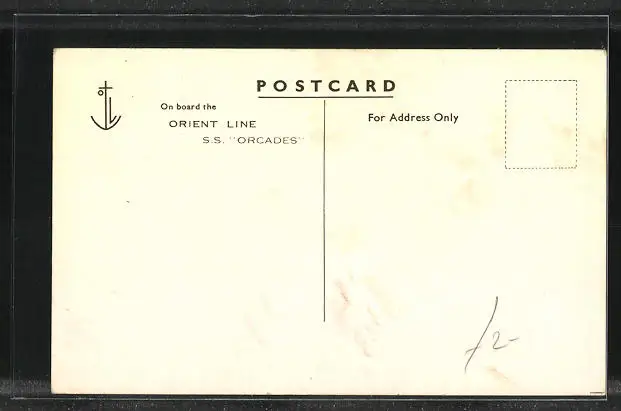 POSTCARD
On board the
ORIENT LINE
S.S. "ORCADES"
For Address Only
2-